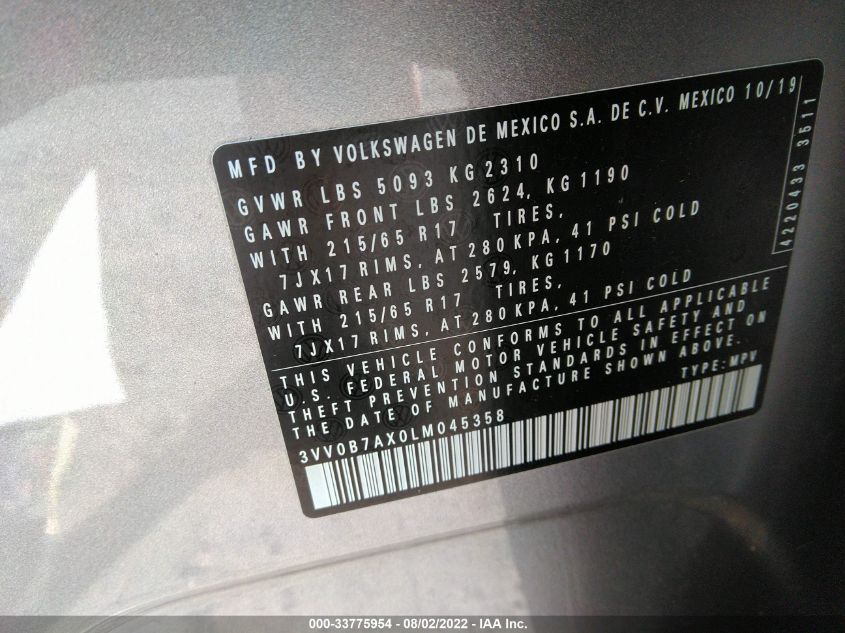 MFD BY VOLKSWAGEN DE MEXICO S.A. DE C.V. MEXICO 10/19
GVWR LBS 5093 KG 2310
GAWR FRONT LBS 2624, KG 1190
WITH 215/65 R17 TIRES,
7JX17 RIMS, AT 280 KPA, 41 PSI COLD
GAWR REAR LBS 2579, KG 1170
WITH 215/65 R17 TIRES,
7JX17 RIMS, AT 280 KPA, 41 PSI COLD
THIS VEHICLE CONFORMS TO ALL APPLICABLE
U.S. FEDERAL MOTOR VEHICLE SAFETY AND
THEFT PREVENTION STANDARDS IN EFFECT ON
THE DATE OF MANUFACTURE SHOWN ABOVE.
3VV0B7AX0LM045358 TYPE: MPV
4220433 3511
000-33775954 - 08/02/2022 - IAA Inc.